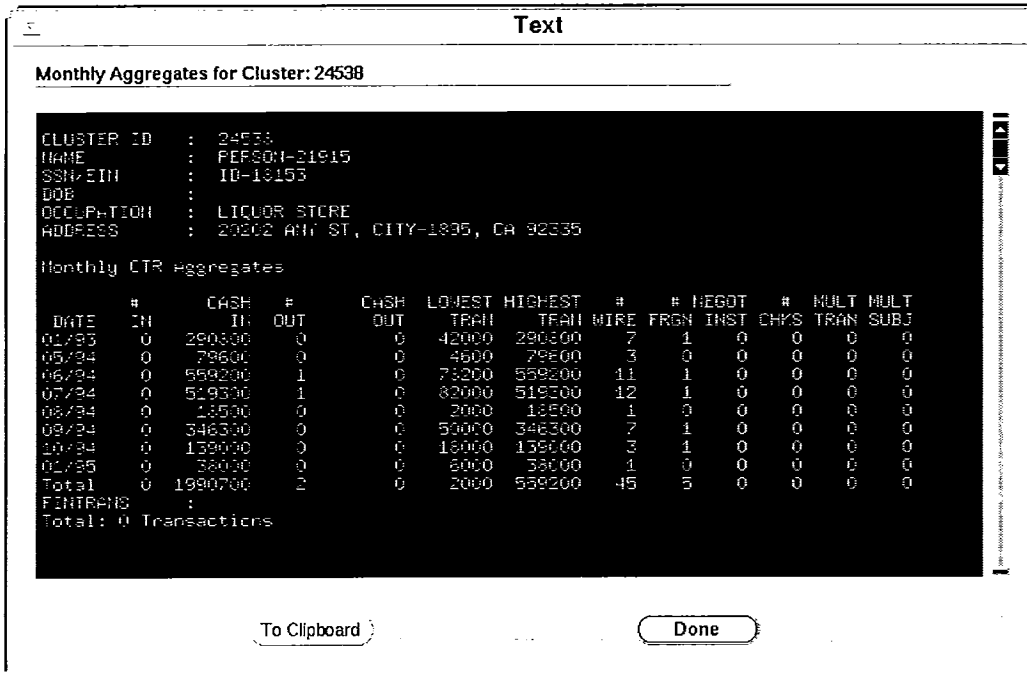 Text
Monthly Aggregates for Cluster: 24538
CLUSTER ID : 24538
NAME : PERSON-21915
SSN/EIN : ID-18153
DOB :
OCCUPATION : LIQUOR STORE
ADDRESS : 20202 ANY ST, CITY-1895, CA 92335
Monthly CTR Aggregates
# CASH # CASH LOWEST HIGHEST # # NEGOT # MULT MULT
DATE IN IN OUT OUT TRAN TRAN WIRE FRGN INST CHKS TRAN SUBJ
01/93 0 290800 0 0 42000 290800 7 1 0 0 0 0
05/94 0 79600 0 0 4600 79600 3 0 0 0 0 0
06/94 0 559200 1 0 78200 559200 11 1 0 0 0 0
07/94 0 519300 1 0 82000 519300 12 1 0 0 0 0
08/94 0 18500 0 0 2000 18500 1 0 0 0 0 0
09/94 0 346300 0 0 50000 346300 7 1 0 0 0 0
10/94 0 139000 0 0 18000 139000 3 1 0 0 0 0
01/95 0 38000 0 0 6000 38000 1 0 0 0 0 0
Total 0 1990700 2 0 2000 559200 45 5 0 0 0 0
FINTRANS :
Total: 0 Transactions
To Clipboard
Done